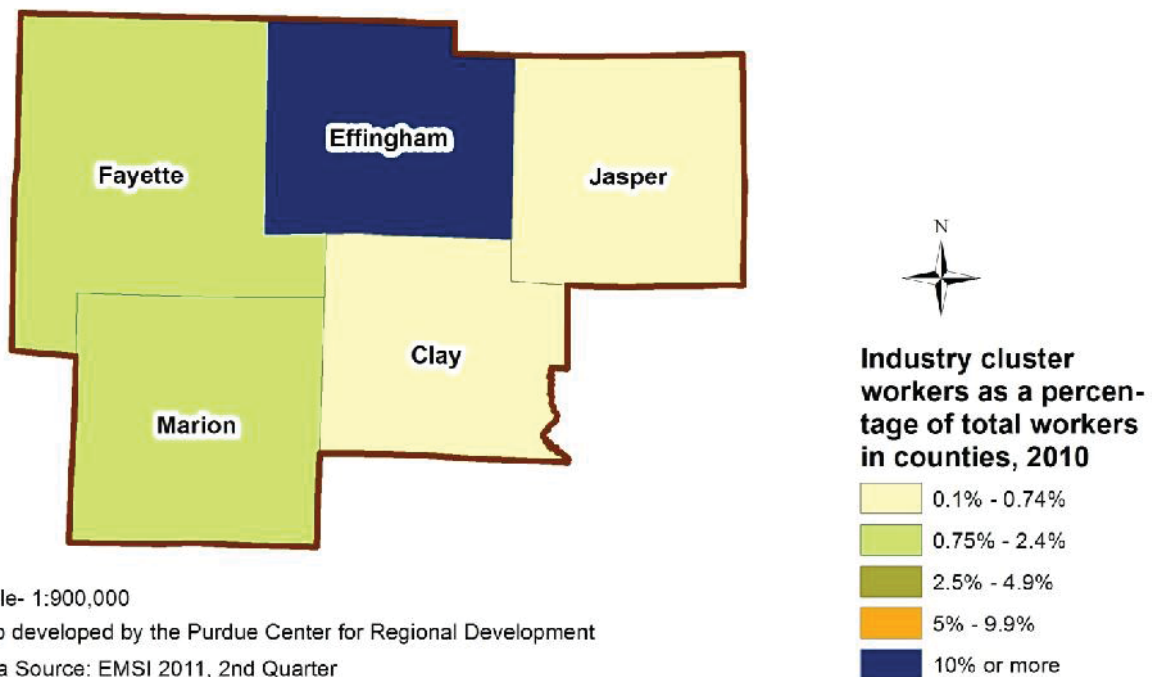 Effingham
Fayette
Jasper
Clay
Marion
N
Industry cluster
workers as a percen-
tage of total workers
in counties, 2010
0.1% - 0.74%
0.75% - 2.4%
2.5% - 4.9%
5% - 9.9%
10% or more
le- 1:900,000
developed by the Purdue Center for Regional Development
a Source: EMSI 2011, 2nd Quarter